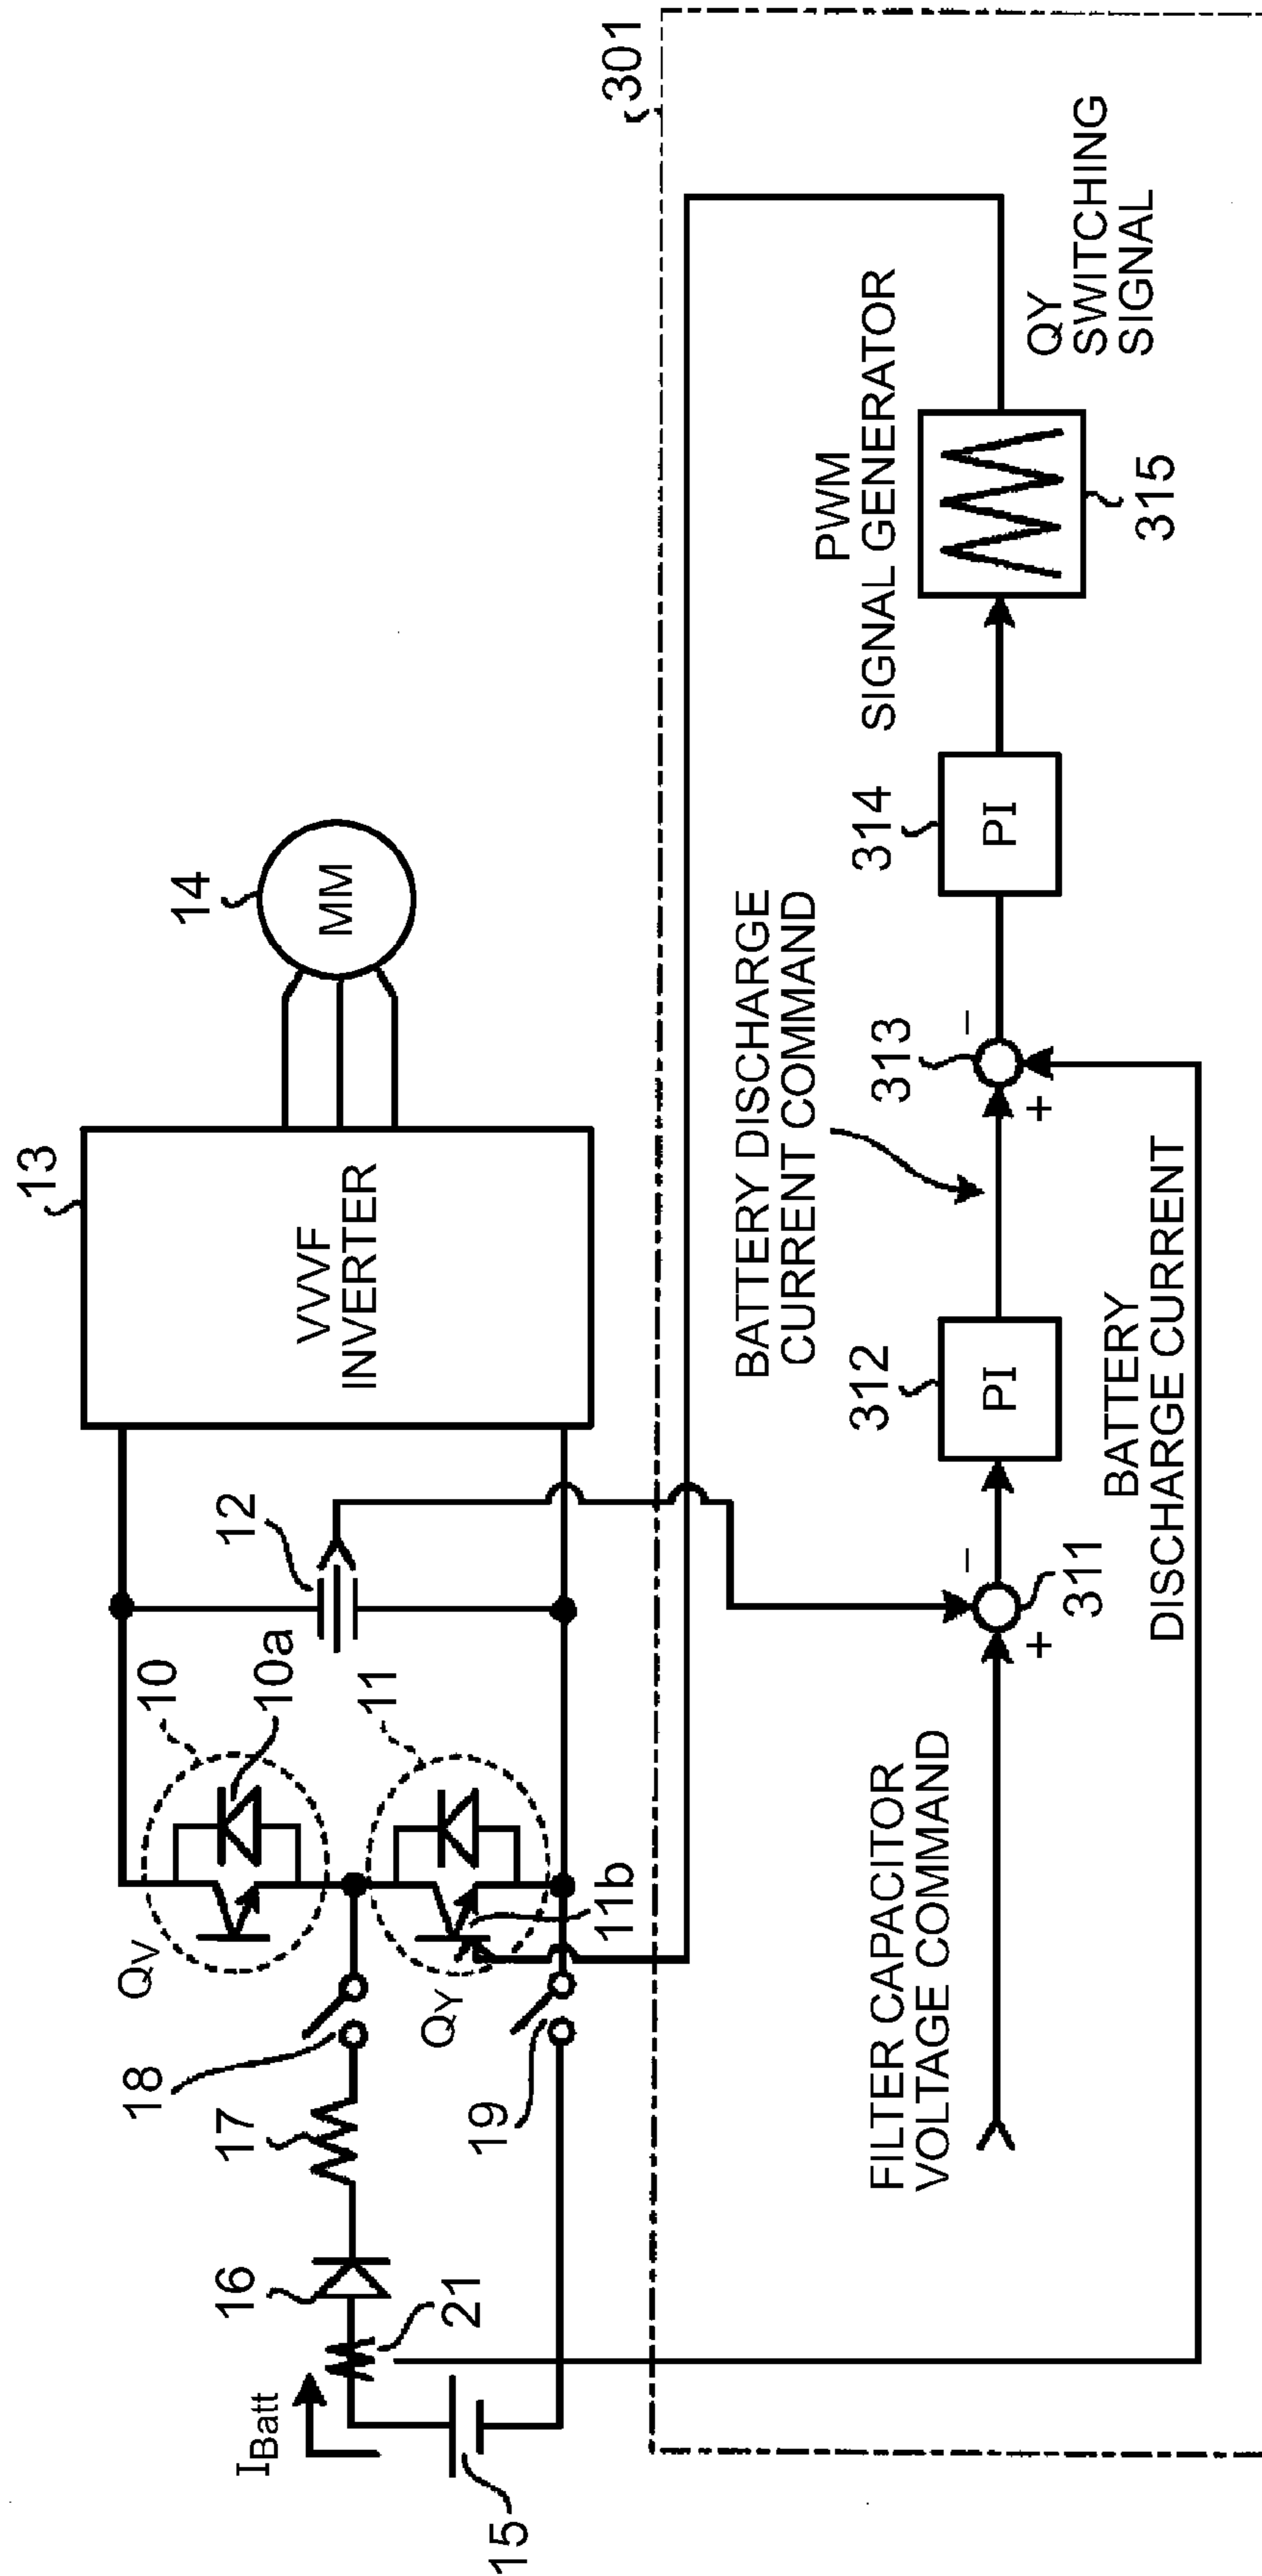 13
VVVF
INVERTER
14
MM
12
10
10a
11
11b
QV
QY
18
17
19
16
21
IBatt
15
301
FILTER CAPACITOR
VOLTAGE COMMAND
+
−
311
312
PI
BATTERY
DISCHARGE CURRENT
BATTERY DISCHARGE
CURRENT COMMAND
313
+
−
314
PI
PWM
SIGNAL GENERATOR
315
QY
SWITCHING
SIGNAL